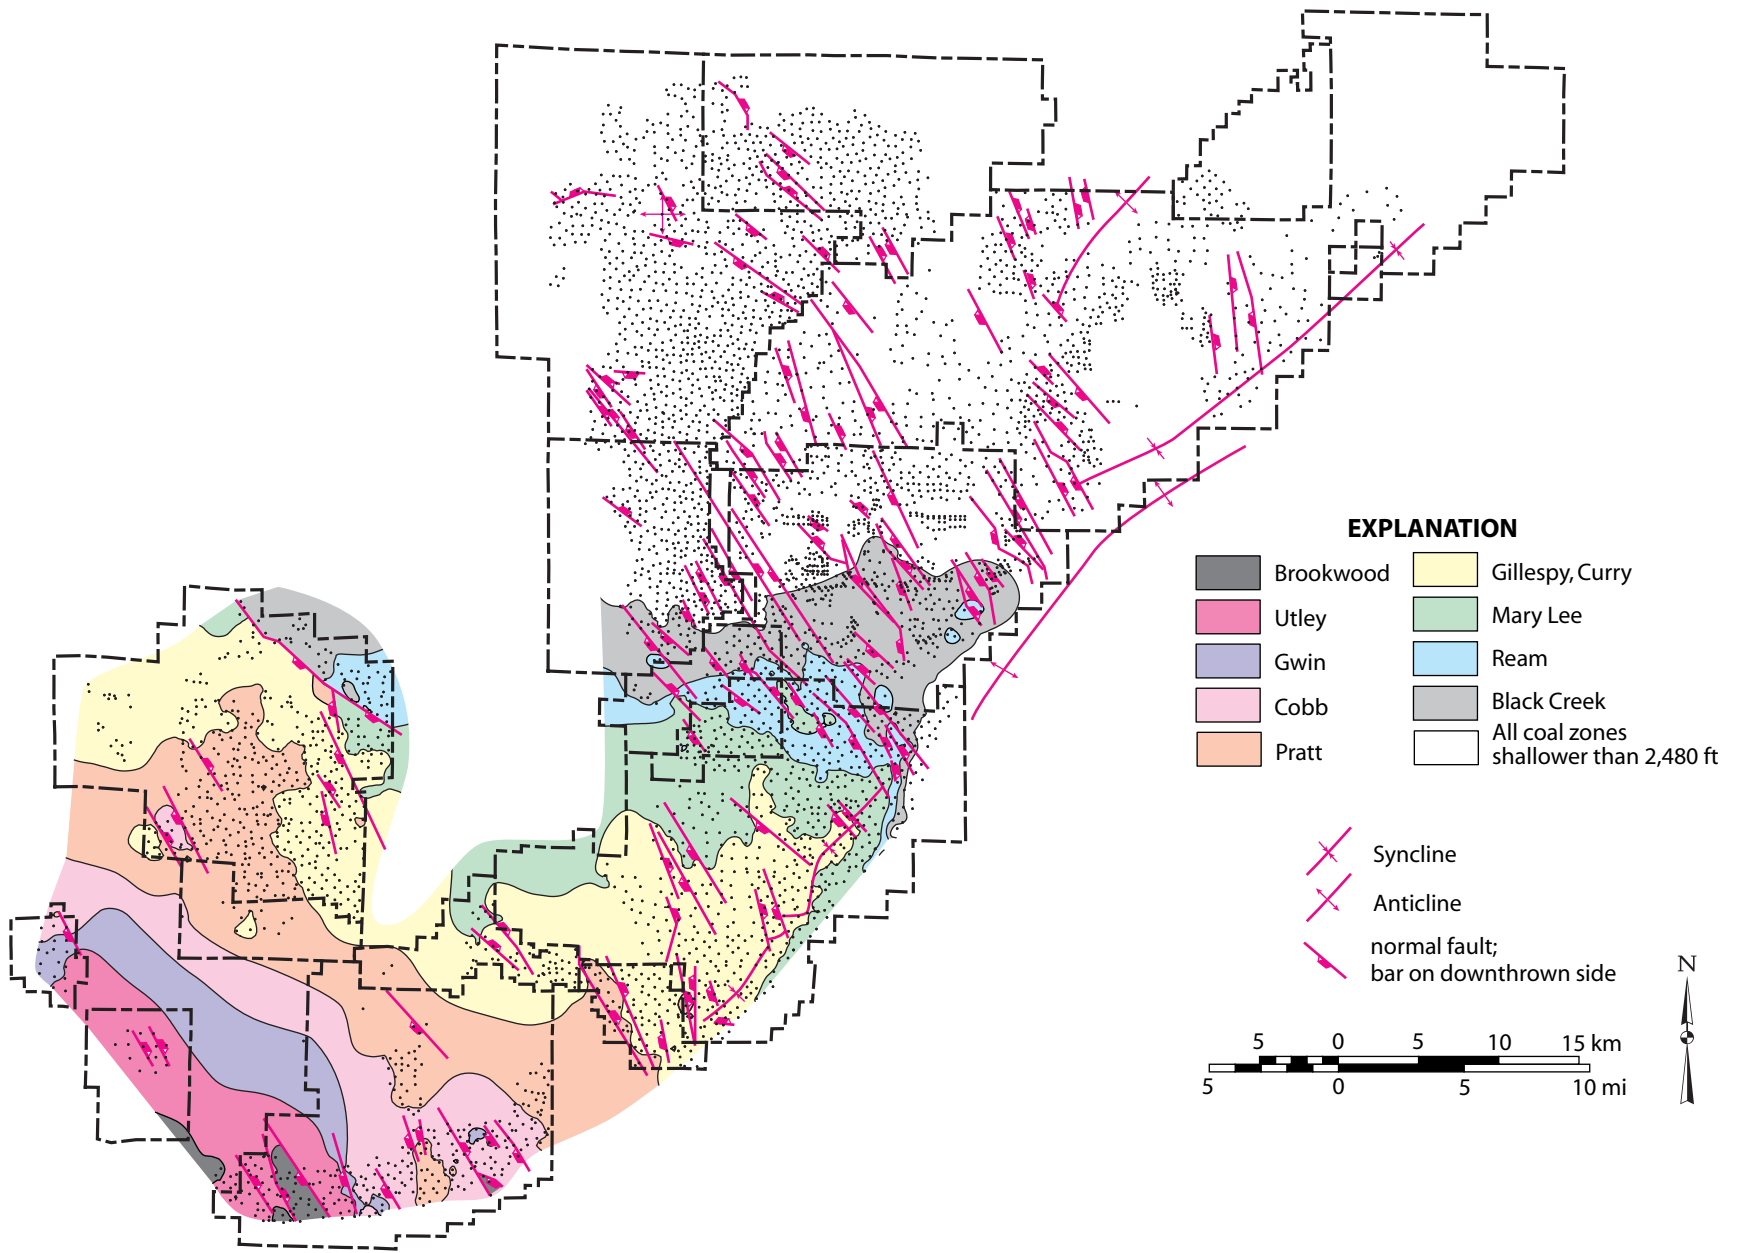 EXPLANATION
Brookwood
Utley
Gwin
Cobb
Pratt
Gillespy, Curry
Mary Lee
Ream
Black Creek
All coal zones
shallower than 2,480 ft
Syncline
Anticline
normal fault;
bar on downthrown side
N
5 0 5 10 15 km
5 0 5 10 mi